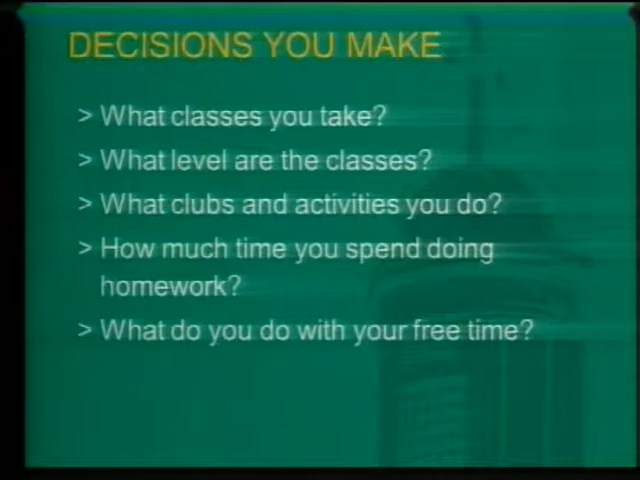 DECISIONS YOU MAKE
> What classes you take?
> What level are the classes?
> What clubs and activities you do?
> How much time you spend doing
homework?
> What do you do with your free time?